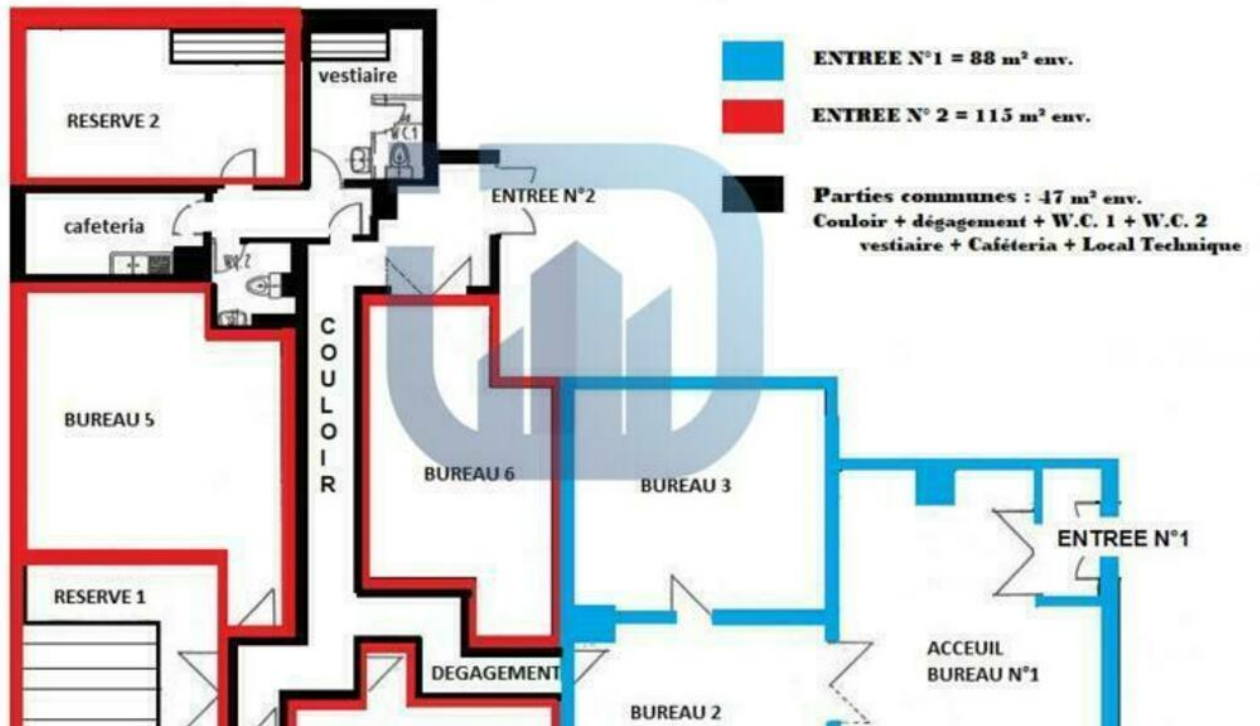 ENTREE N°1 = 88 m² env.
ENTREE N° 2 = 115 m² env.
Parties communes : 47 m² env.
Couloir + dégagement + W.C. 1 + W.C. 2
vestiaire + Caféteria + Local Technique
vestiaire
RESERVE 2
WC1
ENTREE N°2
cafeteria
COULOIR
BUREAU 5
BUREAU 6
BUREAU 3
ENTREE N°1
RESERVE 1
ACCEUIL
BUREAU N°1
DEGAGEMENT
BUREAU 2